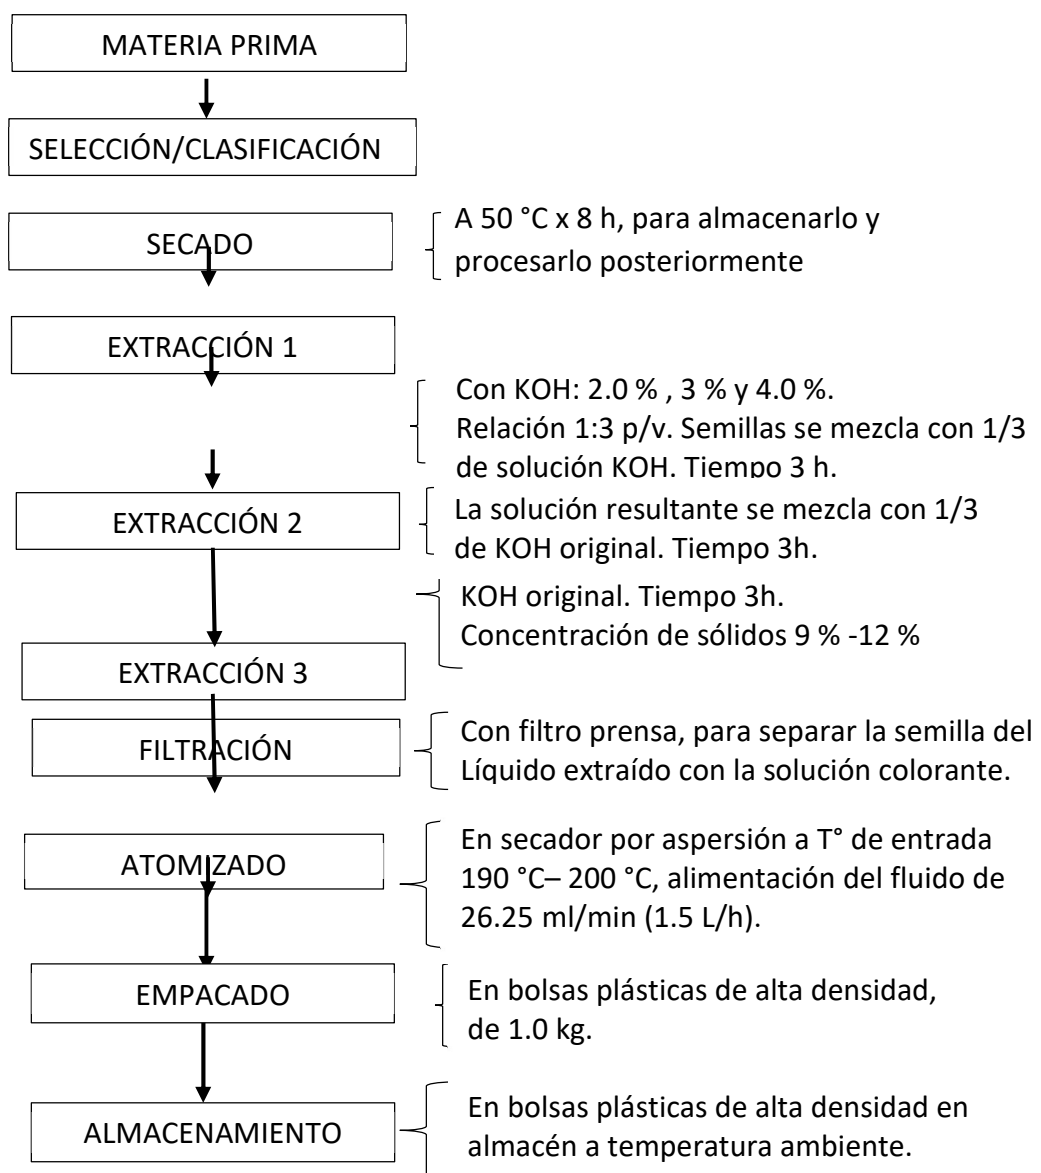 MATERIA PRIMA
SELECCIÓN/CLASIFICACIÓN
SECADO
A 50 °C x 8 h, para almacenarlo y
procesarlo posteriormente
EXTRACCIÓN 1
Con KOH: 2.0 % , 3 % y 4.0 %.
Relación 1:3 p/v. Semillas se mezcla con 1/3
de solución KOH. Tiempo 3 h.
EXTRACCIÓN 2
La solución resultante se mezcla con 1/3
de KOH original. Tiempo 3h.
KOH original. Tiempo 3h.
Concentración de sólidos 9 % -12 %
EXTRACCIÓN 3
FILTRACIÓN
Con filtro prensa, para separar la semilla del
Líquido extraído con la solución colorante.
ATOMIZADO
En secador por aspersión a T° de entrada
190 °C– 200 °C, alimentación del fluido de
26.25 ml/min (1.5 L/h).
EMPACADO
En bolsas plásticas de alta densidad,
de 1.0 kg.
ALMACENAMIENTO
En bolsas plásticas de alta densidad en
almacén a temperatura ambiente.